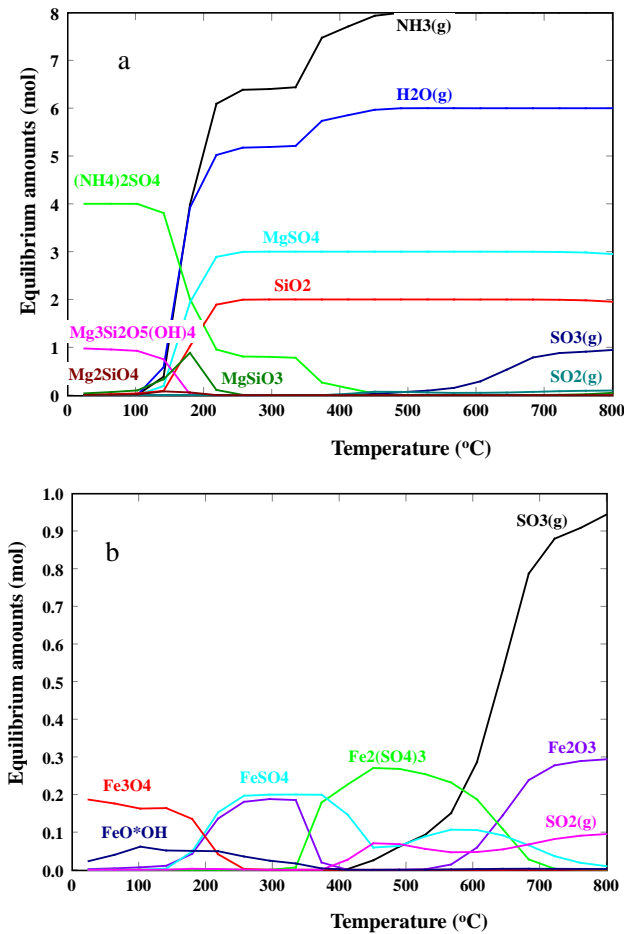 8
a
NH3(g)
7
H2O(g)
6
5
(NH4)2SO4
4
MgSO4
3
SiO2
2
Mg3Si2O5(OH)4
SO3(g)
1
Mg2SiO4
MgSiO3
SO2(g)
0
0 100 200 300 400 500 600 700 800
Equilibrium amounts (mol)
Temperature (oC)
1.0
SO3(g)
0.9
b
0.8
0.7
0.6
0.5
0.4
Fe2(SO4)3
Fe2O3
0.3
Fe3O4
FeSO4
0.2
FeO*OH
SO2(g)
0.1
0.0
0 100 200 300 400 500 600 700 800
Equilibrium amounts (mol)
Temperature (oC)